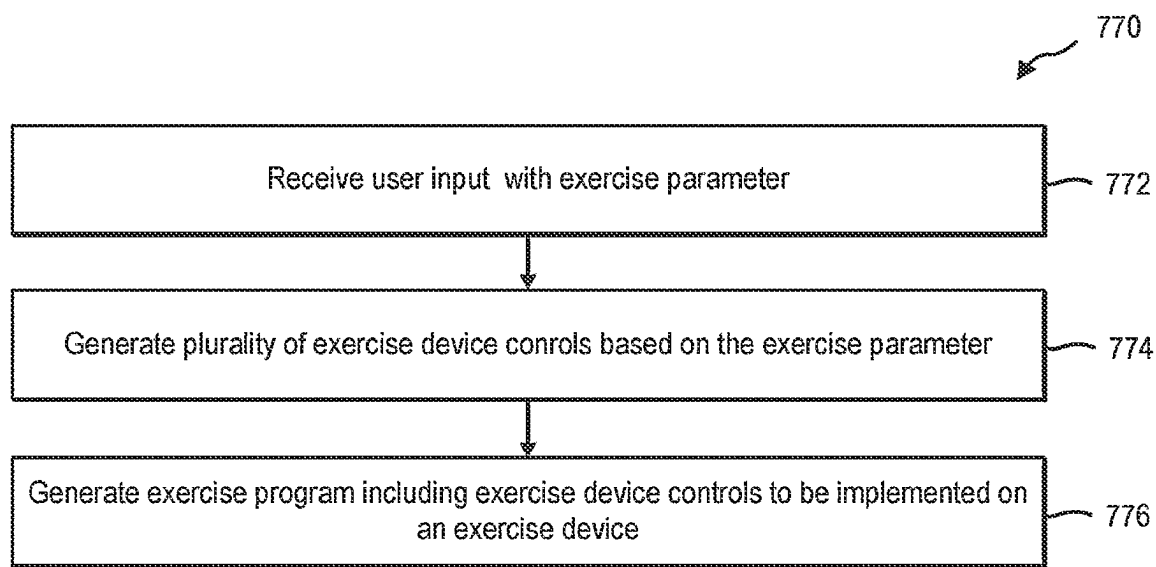 770
Receive user input with exercise parameter
772
Generate plurality of exercise device conrols based on the exercise parameter
774
Generate exercise program including exercise device controls to be implemented on
an exercise device
776